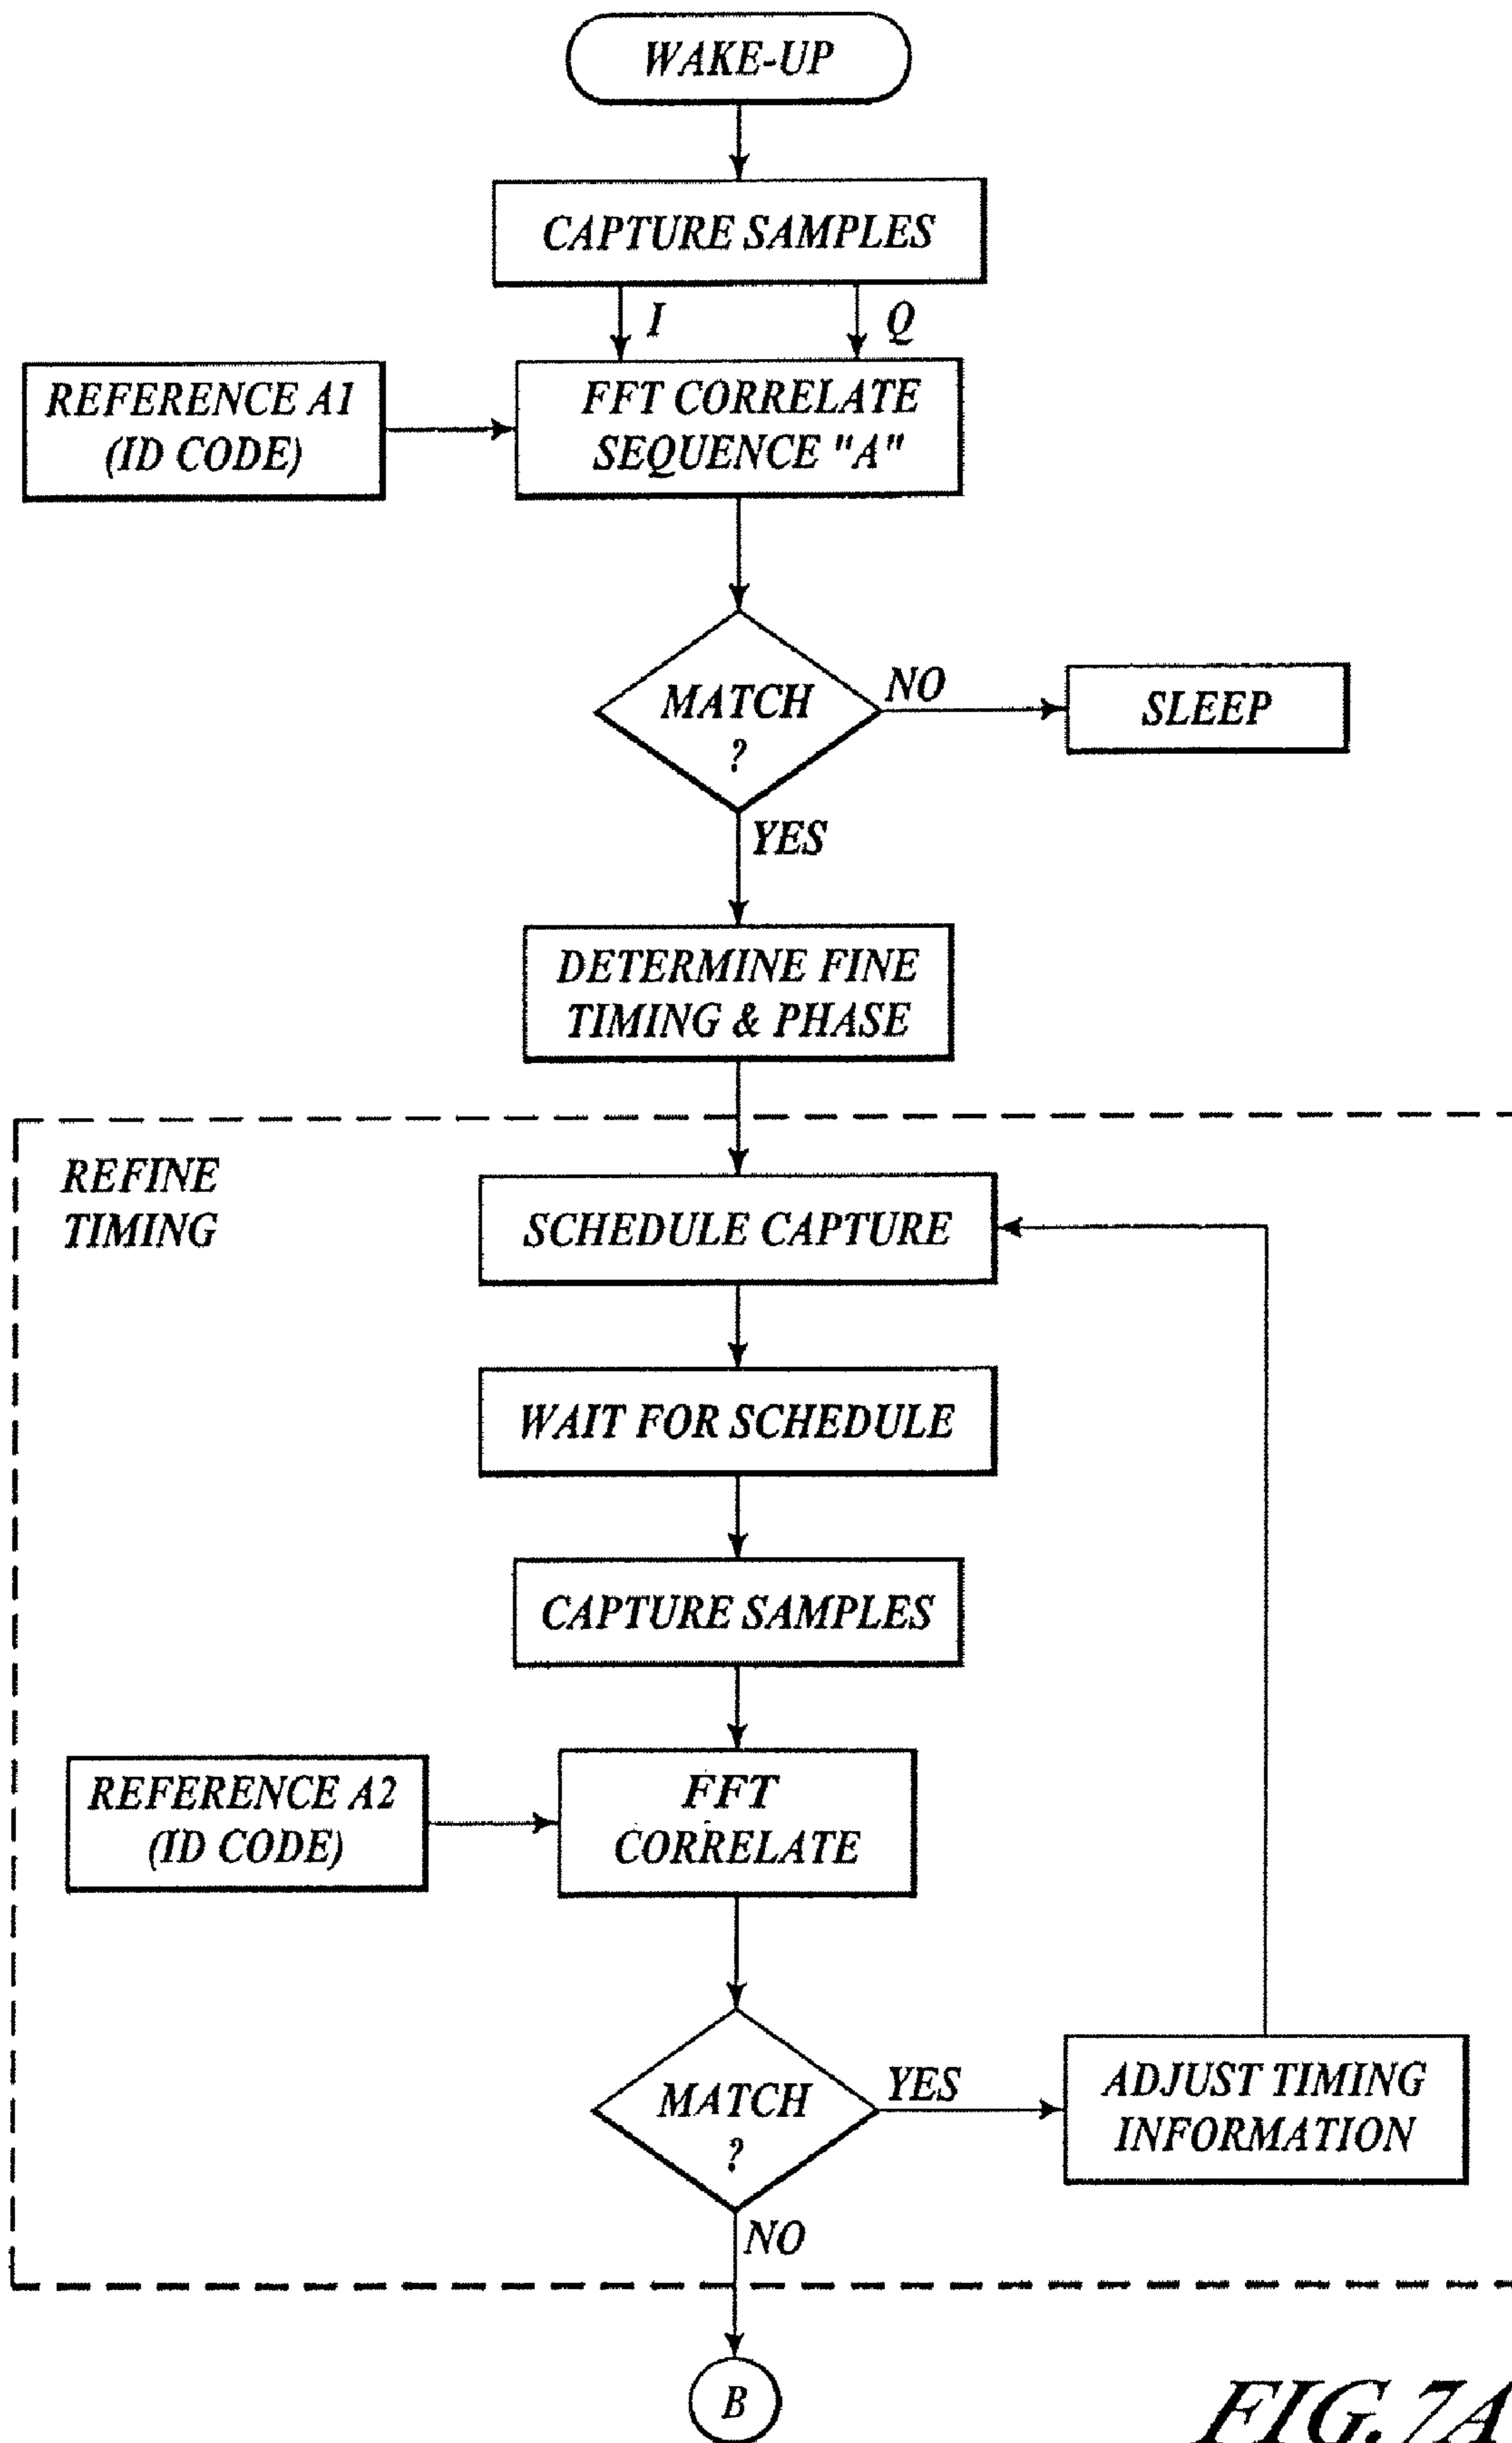 WAKE-UP
CAPTURE SAMPLES
I
Q
REFERENCE A1
(ID CODE)
FFT CORRELATE
SEQUENCE "A"
MATCH
?
NO
SLEEP
YES
DETERMINE FINE
TIMING & PHASE
REFINE
TIMING
SCHEDULE CAPTURE
WAIT FOR SCHEDULE
CAPTURE SAMPLES
REFERENCE A2
(ID CODE)
FFT
CORRELATE
MATCH
?
YES
ADJUST TIMING
INFORMATION
NO
B
FIG. 7A